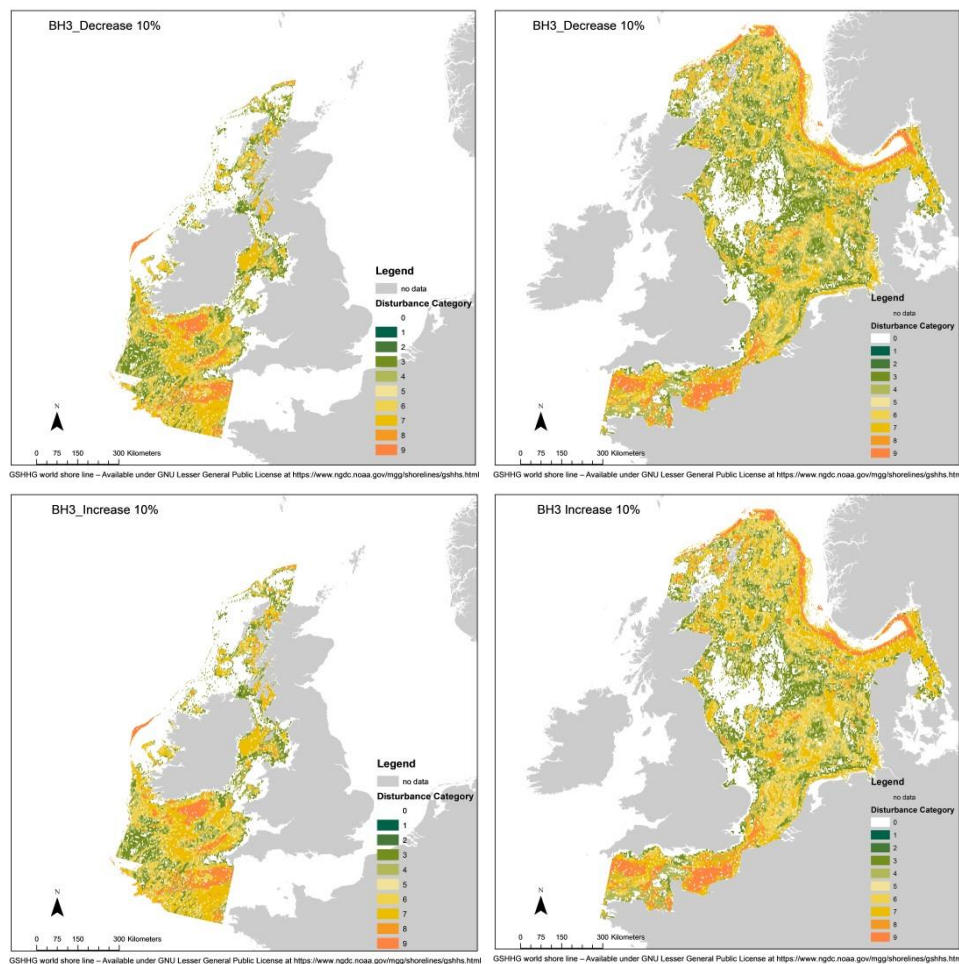 BH3_Decrease 10%
Legend
no data
Disturbance Category
0
1
2
3
4
5
6
7
8
9
N
0 75 150 300 Kilometers
GSHHG world shore line – Available under GNU Lesser General Public License at https://www.ngdc.noaa.gov/mgg/shorelines/gshhs.html
BH3_Decrease 10%
Legend
no data
Disturbance Category
0
1
2
3
4
5
6
7
8
9
N
0 75 150 300 Kilometers
GSHHG world shore line – Available under GNU Lesser General Public License at https://www.ngdc.noaa.gov/mgg/shorelines/gshhs.html
BH3_Increase 10%
Legend
no data
Disturbance Category
0
1
2
3
4
5
6
7
8
9
N
0 75 150 300 Kilometers
GSHHG world shore line – Available under GNU Lesser General Public License at https://www.ngdc.noaa.gov/mgg/shorelines/gshhs.html
BH3 Increase 10%
Legend
no data
Disturbance Category
0
1
2
3
4
5
6
7
8
9
N
0 75 150 300 Kilometers
GSHHG world shore line – Available under GNU Lesser General Public License at https://www.ngdc.noaa.gov/mgg/shorelines/gshhs.html